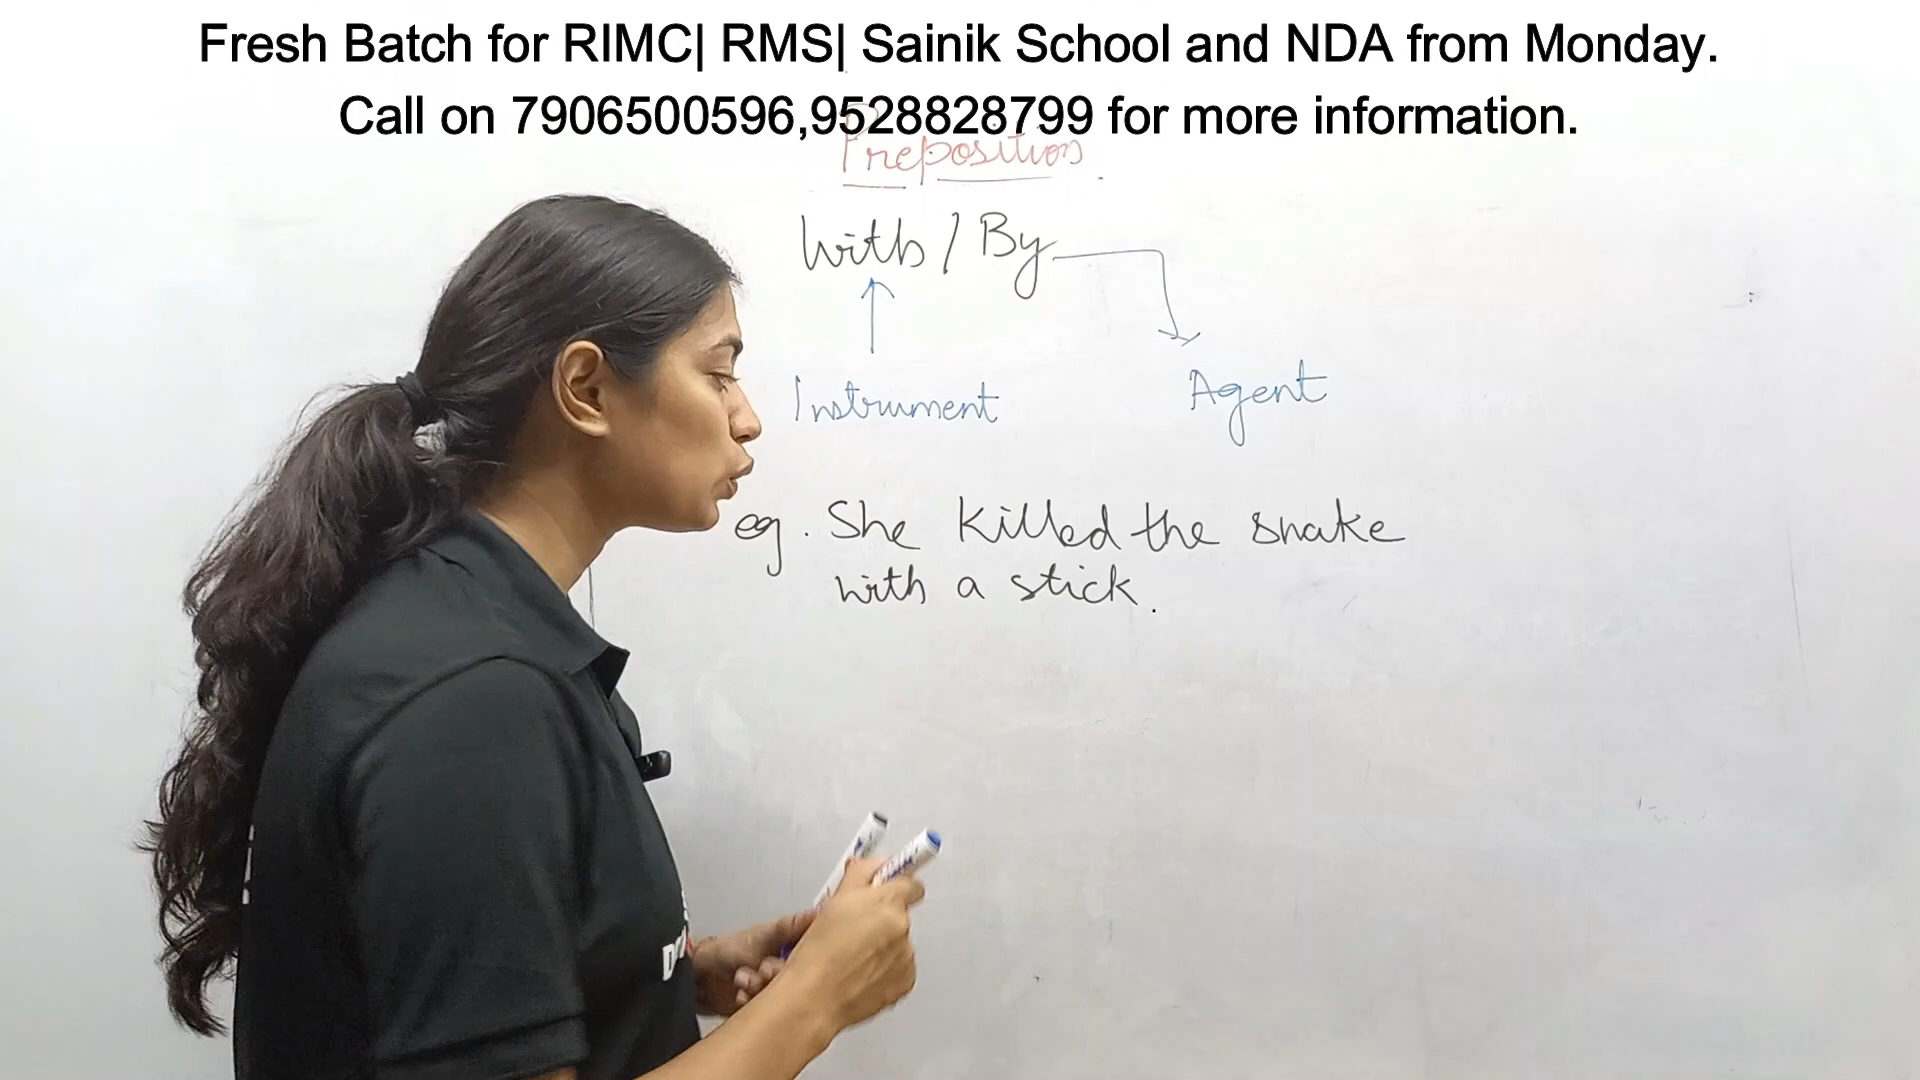 Fresh Batch for RIMC| RMS| Sainik School and NDA from Monday.
Call on 7906500596,9528828799 for more information.
Preposition
With / By
Instrument
Agent
eg. She killed the snake
with a stick.